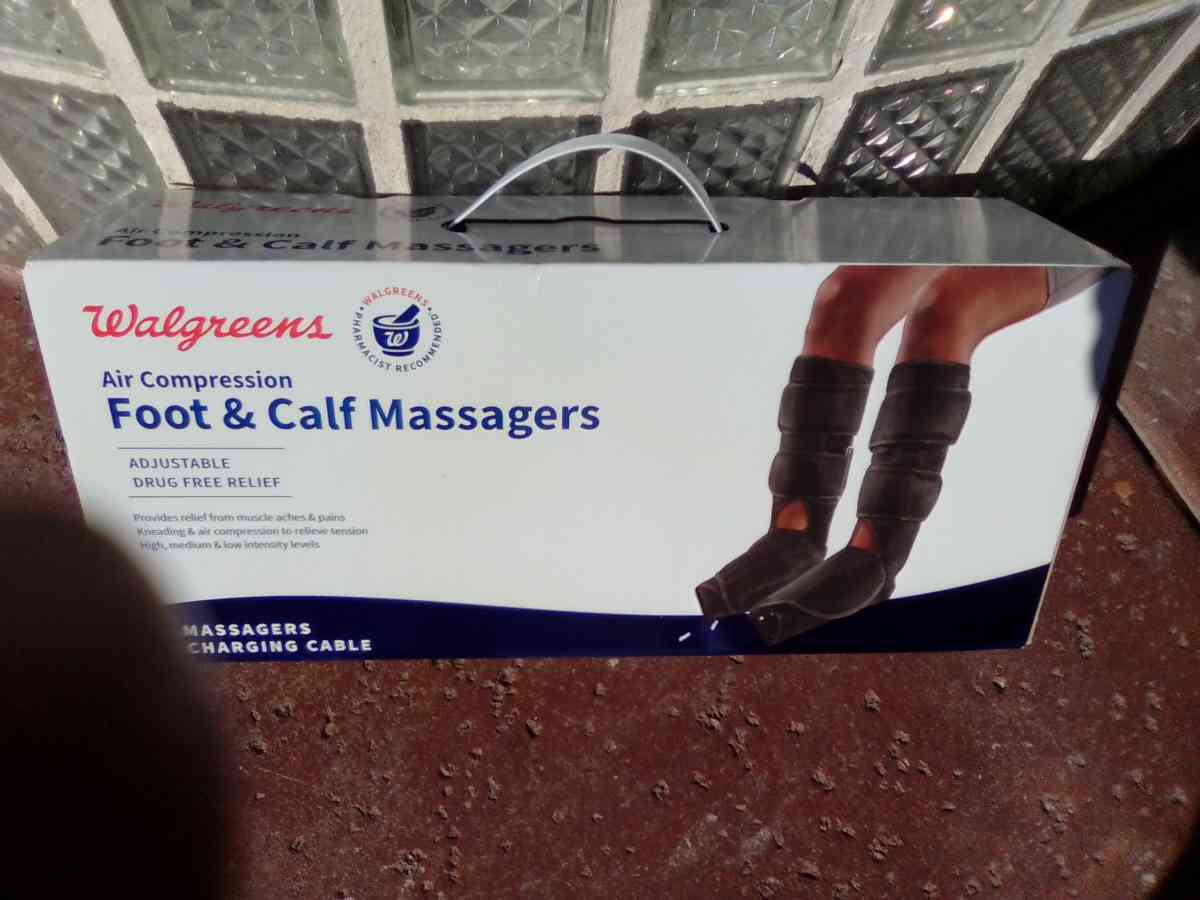 Walgreens
Air Compression
Foot & Calf Massagers
Walgreens
WALGREENS
PHARMACIST RECOMMENDED
W
Air Compression
Foot & Calf Massagers
ADJUSTABLE
DRUG FREE RELIEF
Provides relief from muscle aches & pains
Kneading & air compression to relieve tension
High, medium & low intensity levels
MASSAGERS
CHARGING CABLE